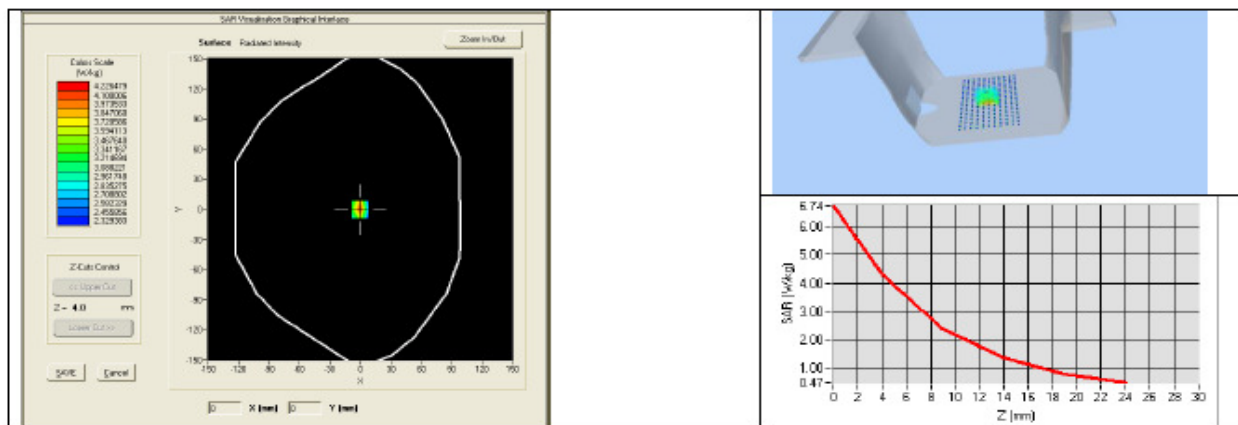 SAR Visualisation Graphical Interface
Surface Radiated Intensity
Zoom In/Out
Colors Scale
(W/kg)
4.226479
4.100006
3.973533
3.847060
3.720586
3.594113
3.467640
3.341167
3.214694
3.088221
2.961748
2.835275
2.708802
2.582329
2.455856
2.329383
Z-Cuts Control
<< Upper Cut
Z = 4.0 mm
Lower Cut >>
SAVE Cancel
150
120
90
60
30
0
-30
-60
-90
-120
-150
Y
-150 -120 -90 -60 -30 0 30 60 90 120 150
X
0 X (mm) 0 Y (mm)
6.74
6.00
5.00
4.00
3.00
2.00
1.00
0.47
SAR (W/kg)
0 2 4 6 8 10 12 14 16 18 20 22 24 26 28 30
Z (mm)